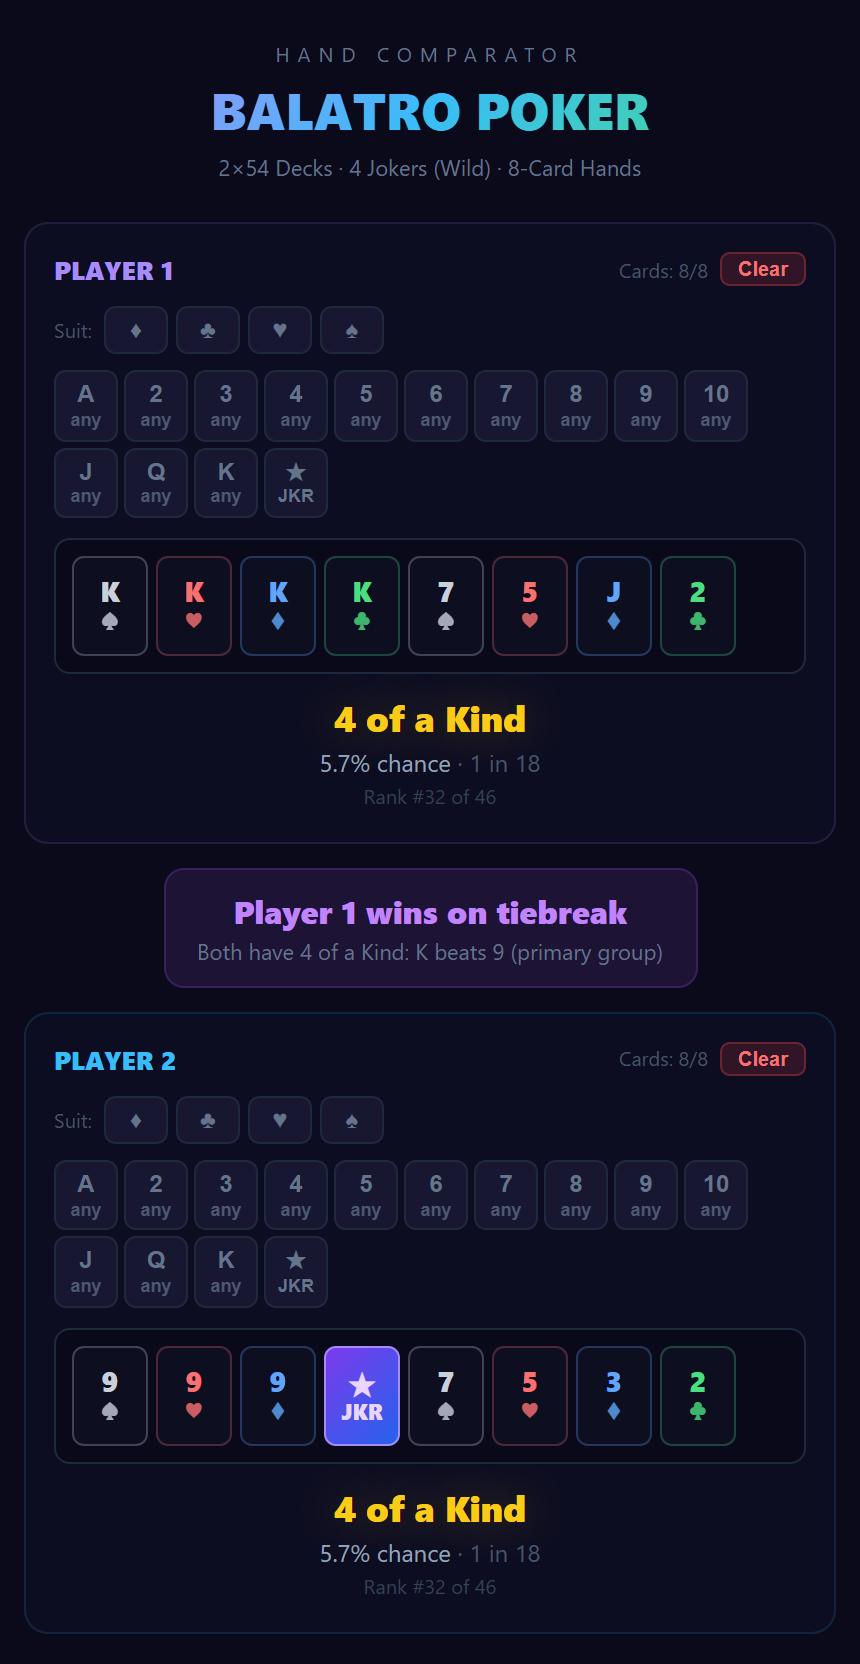 HAND COMPARATOR
BALATRO POKER
2×54 Decks · 4 Jokers (Wild) · 8-Card Hands
PLAYER 1
Cards: 8/8 Clear
Suit: ♦ ♣ ♥ ♠
A 2 3 4 5 6 7 8 9 10
any any any any any any any any any any
J Q K ★
any any any JKR
K K K K 7 5 J 2
♠ ♥ ♦ ♣ ♠ ♥ ♦ ♣
4 of a Kind
5.7% chance · 1 in 18
Rank #32 of 46
Player 1 wins on tiebreak
Both have 4 of a Kind: K beats 9 (primary group)
PLAYER 2
Cards: 8/8 Clear
Suit: ♦ ♣ ♥ ♠
A 2 3 4 5 6 7 8 9 10
any any any any any any any any any any
J Q K ★
any any any JKR
9 9 9 ★ 7 5 3 2
♠ ♥ ♦ JKR ♠ ♥ ♦ ♣
4 of a Kind
5.7% chance · 1 in 18
Rank #32 of 46